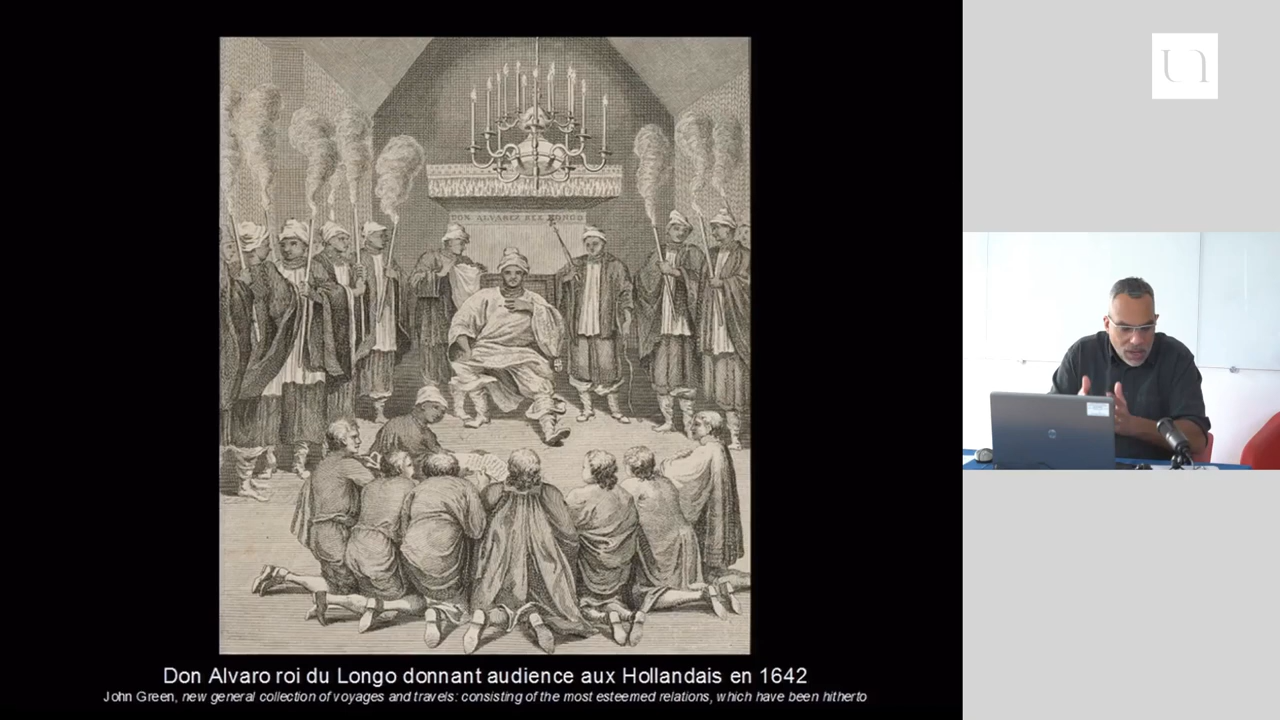 DON ALVAREZ REX KONGO
Don Alvaro roi du Longo donnant audience aux Hollandais en 1642
John Green, new general collection of voyages and travels: consisting of the most esteemed relations, which have been hitherto